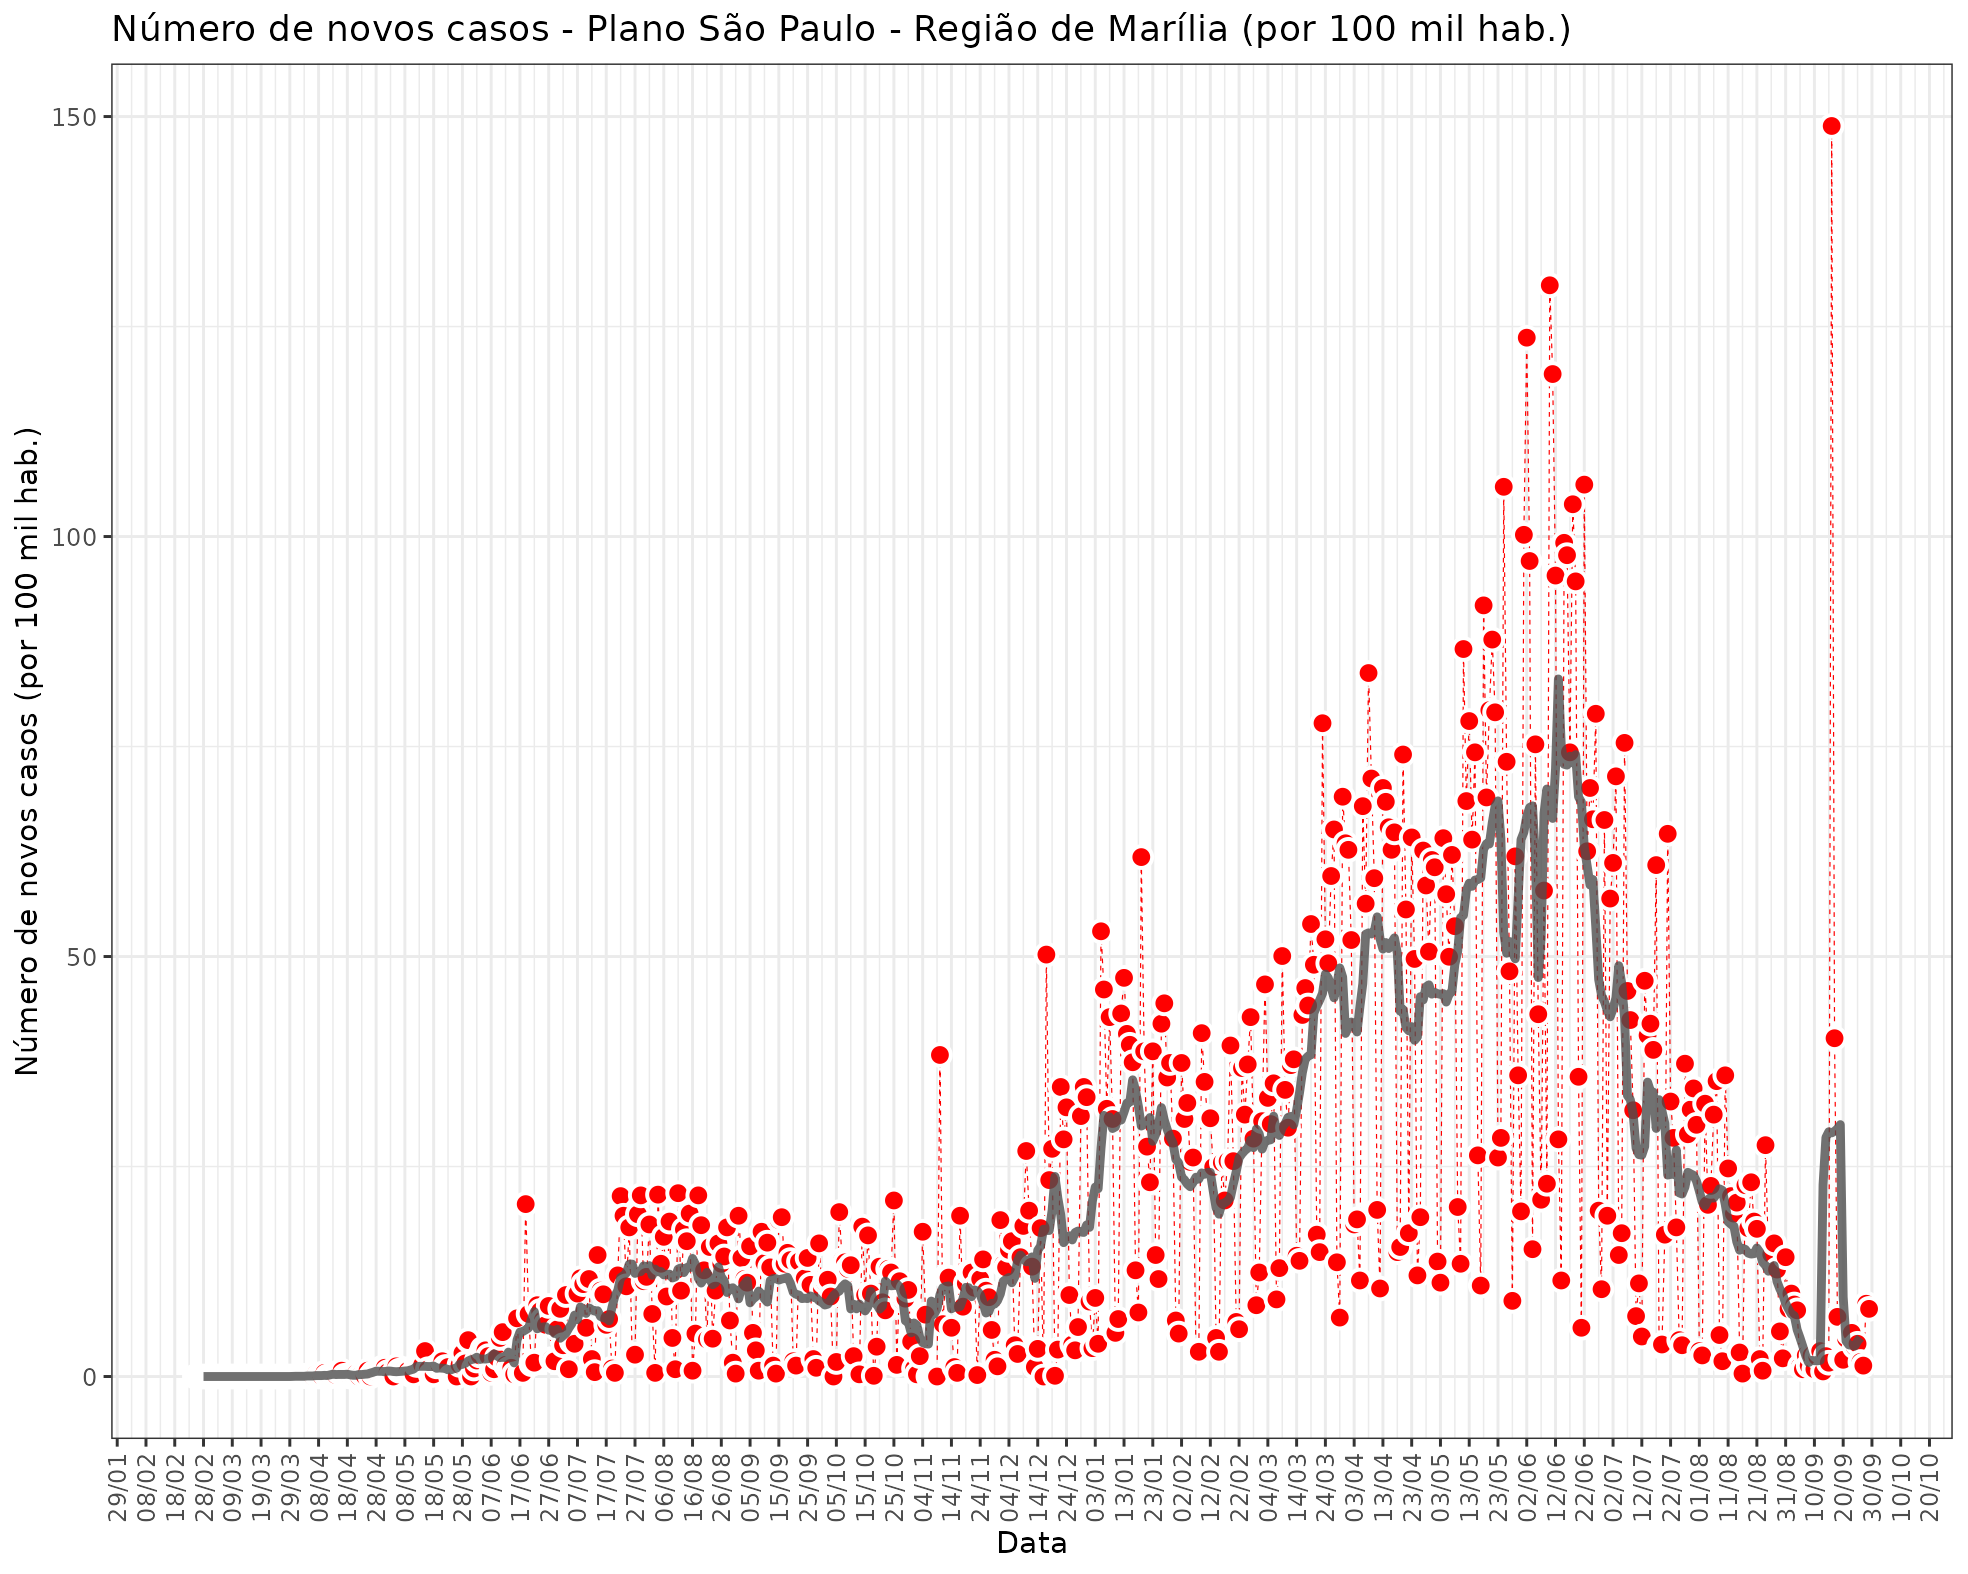 Número de novos casos - Plano São Paulo - Região de Marília (por 100 mil hab.)
Número de novos casos (por 100 mil hab.)
150
100
50
0
29/01 08/02 18/02 28/02 09/03 19/03 29/03 08/04 18/04 28/04 08/05 18/05 28/05 07/06 17/06 27/06 07/07 17/07 27/07 06/08 16/08 26/08 05/09 15/09 25/09 05/10 15/10 25/10 04/11 14/11 24/11 04/12 14/12 24/12 03/01 13/01 23/01 02/02 12/02 22/02 04/03 14/03 24/03 03/04 13/04 23/04 03/05 13/05 23/05 02/06 12/06 22/06 02/07 12/07 22/07 01/08 11/08 21/08 31/08 10/09 20/09 30/09 10/10 20/10
Data